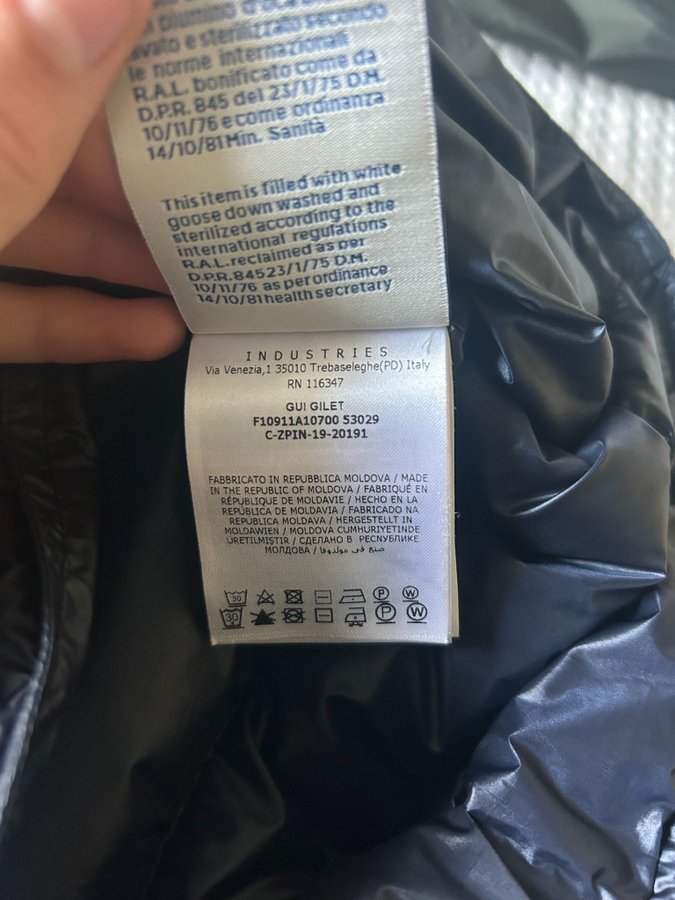 lavato e sterilizzato secondo
le norme internazionali
R.A.L. bonificato come da
D.P.R. 845 del 23/1/75 D.M.
10/11/76 e come ordinanza
14/10/81 Min. Sanità
This item is filled with white
goose down washed and
sterilized according to the
international regulations
R.A.L. reclaimed as per
D.P.R. 845 23/1/75 D.M.
10/11/76 as per ordinance
14/10/81 health secretary
INDUSTRIES
Via Venezia,1 35010 Trebaseleghe(PD) Italy
RN 116347
GUI GILET
F10911A10700 53029
C-ZPIN-19-20191
FABBRICATO IN REPUBBLICA MOLDOVA / MADE
IN THE REPUBLIC OF MOLDOVA / FABRIQUÉ EN
RÉPUBLIQUE DE MOLDAVIE / HECHO EN LA
REPÚBLICA DE MOLDAVIA / FABRICADO NA
REPÚBLICA MOLDAVA / HERGESTELLT IN
MOLDAWIEN / MOLDOVA CUMHURIYETINDE
ÜRETILMISTIR / СДЕЛАНО В РЕСПУБЛИКЕ
МОЛДОВА / صنع في مولدوفا
30 P W
30 P W